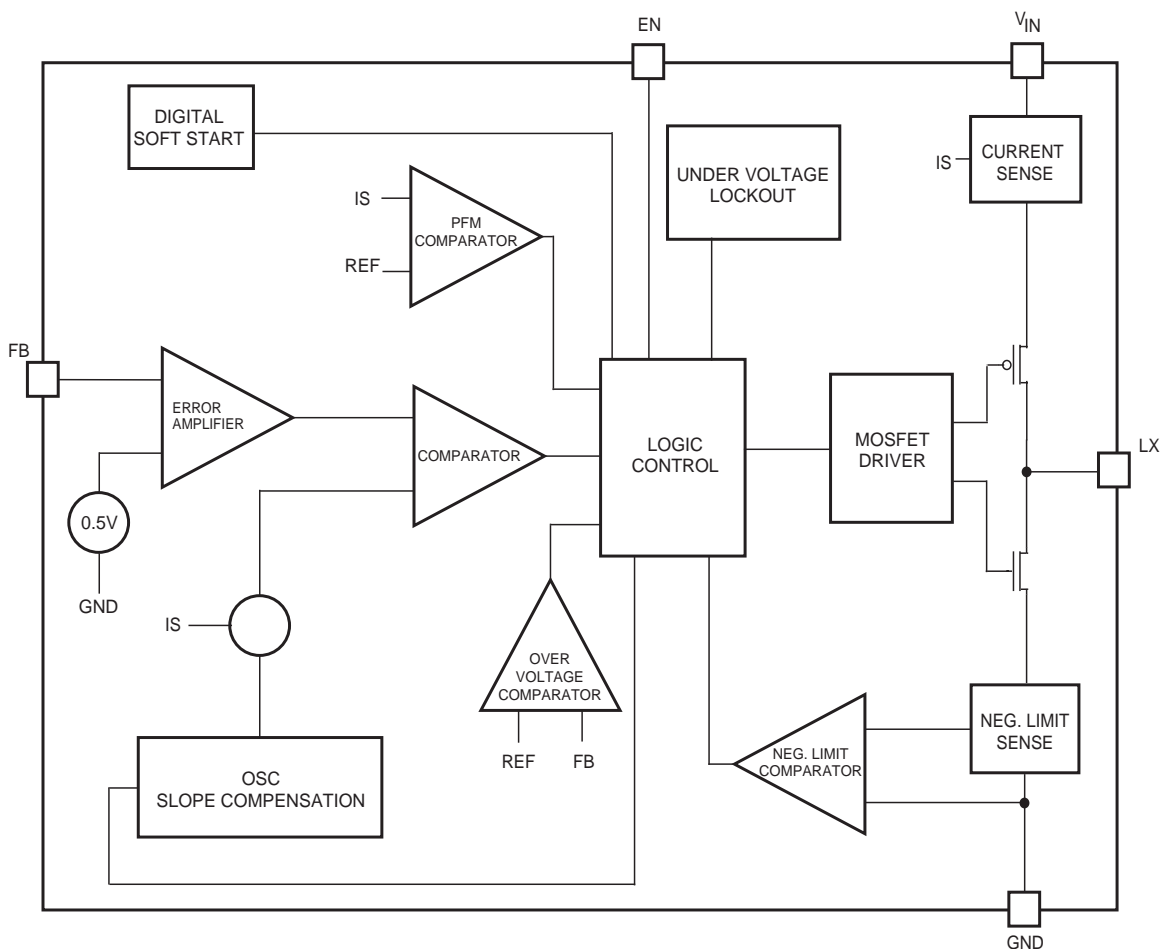 EN
VIN
DIGITAL
SOFT START
UNDER VOLTAGE
LOCKOUT
IS
CURRENT
SENSE
IS
PFM
COMPARATOR
REF
FB
ERROR
AMPLIFIER
COMPARATOR
LOGIC
CONTROL
MOSFET
DRIVER
LX
0.5V
GND
IS
OVER
VOLTAGE
COMPARATOR
REF
FB
NEG. LIMIT
COMPARATOR
NEG. LIMIT
SENSE
OSC
SLOPE COMPENSATION
GND